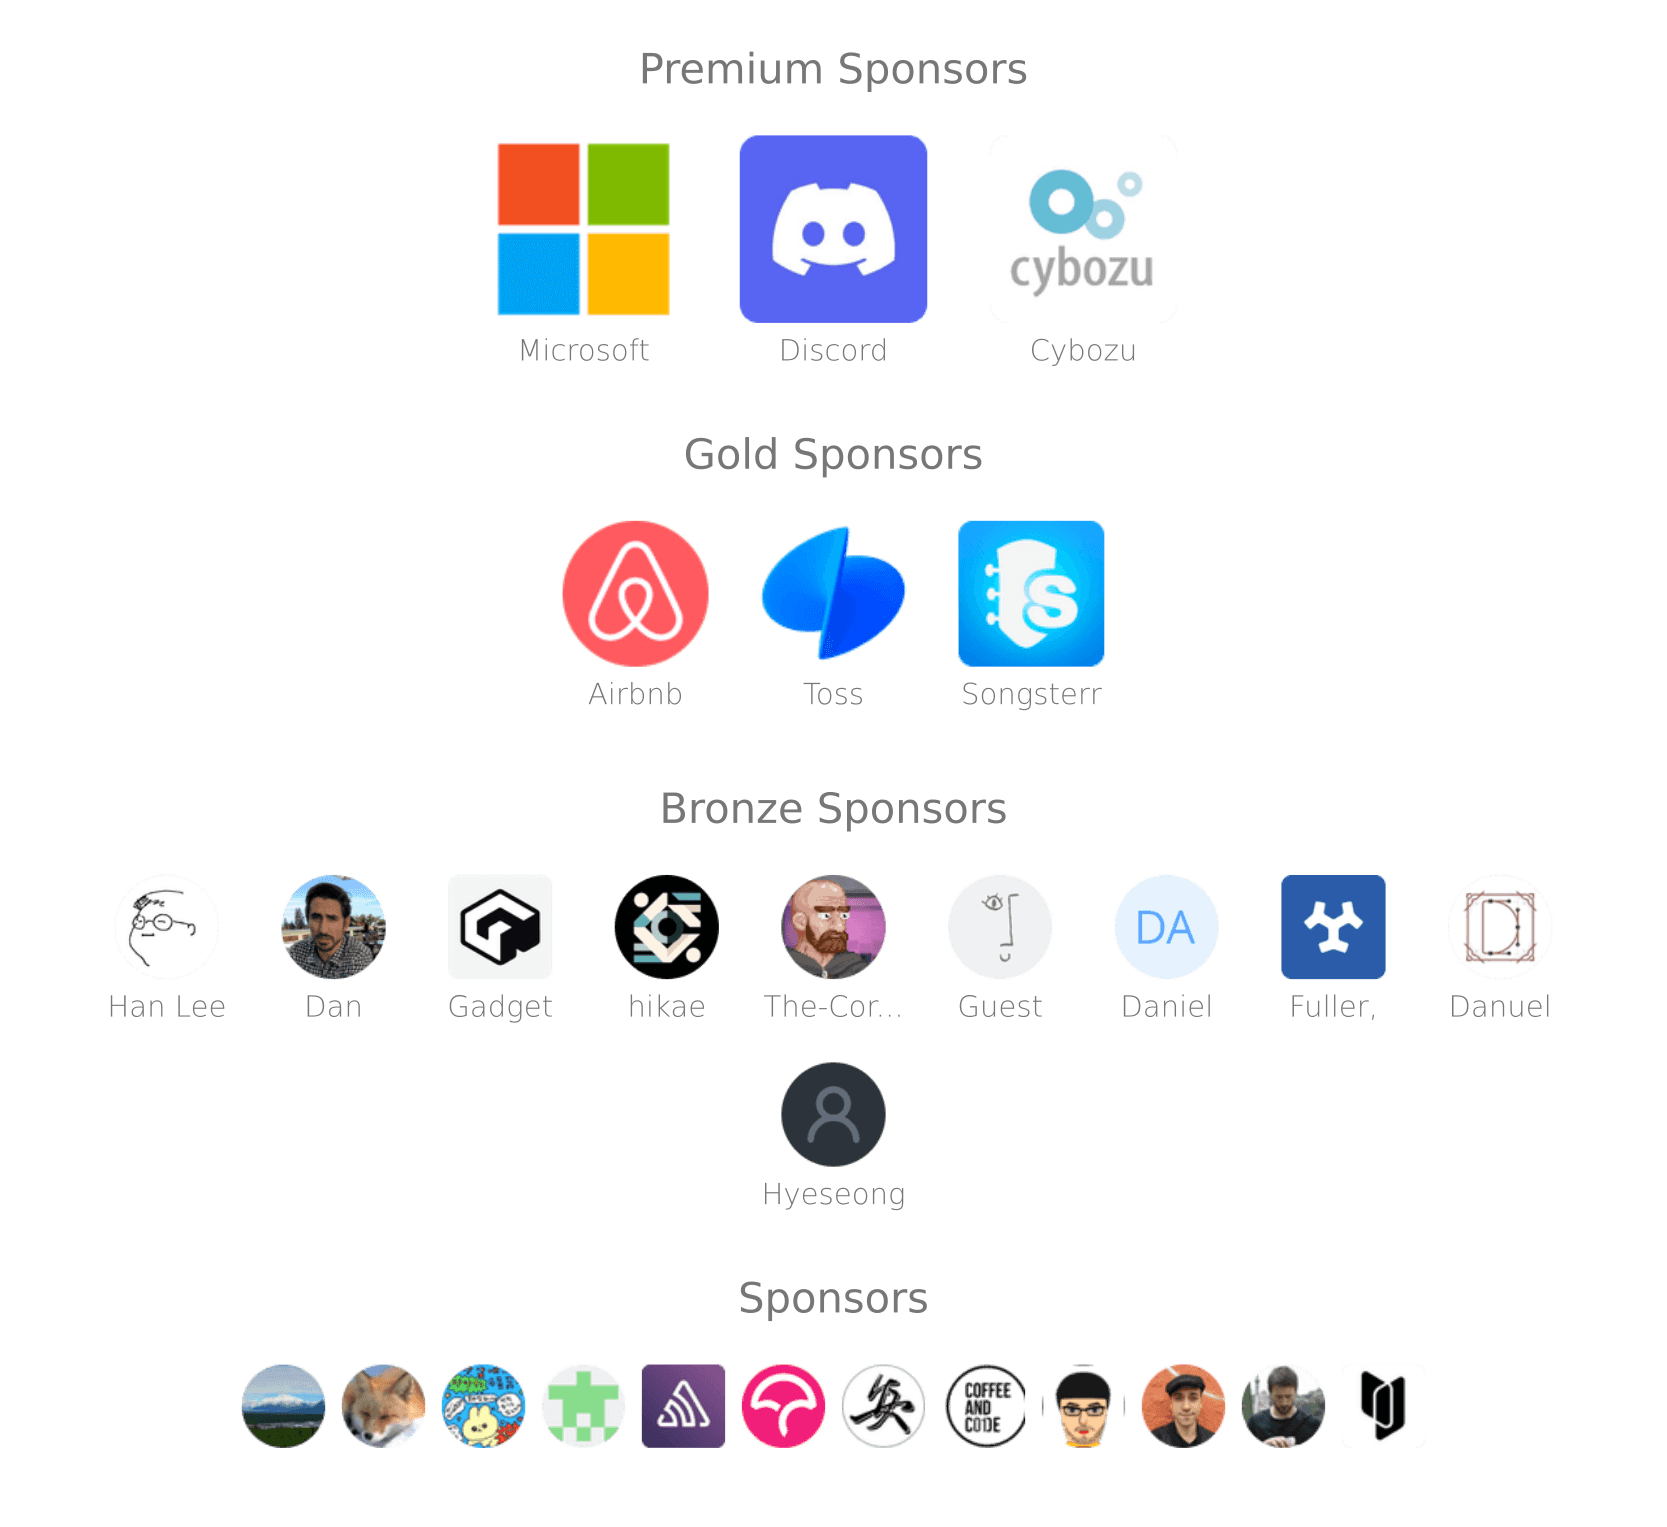 Premium Sponsors
cybozu
Microsoft Discord Cybozu
Gold Sponsors
S
Airbnb Toss Songsterr
Bronze Sponsors
DA
Han Lee Dan Gadget hikae The-Cor... Guest Daniel Fuller, Danuel
Hyeseong
Sponsors
COFFEE
AND
CODE